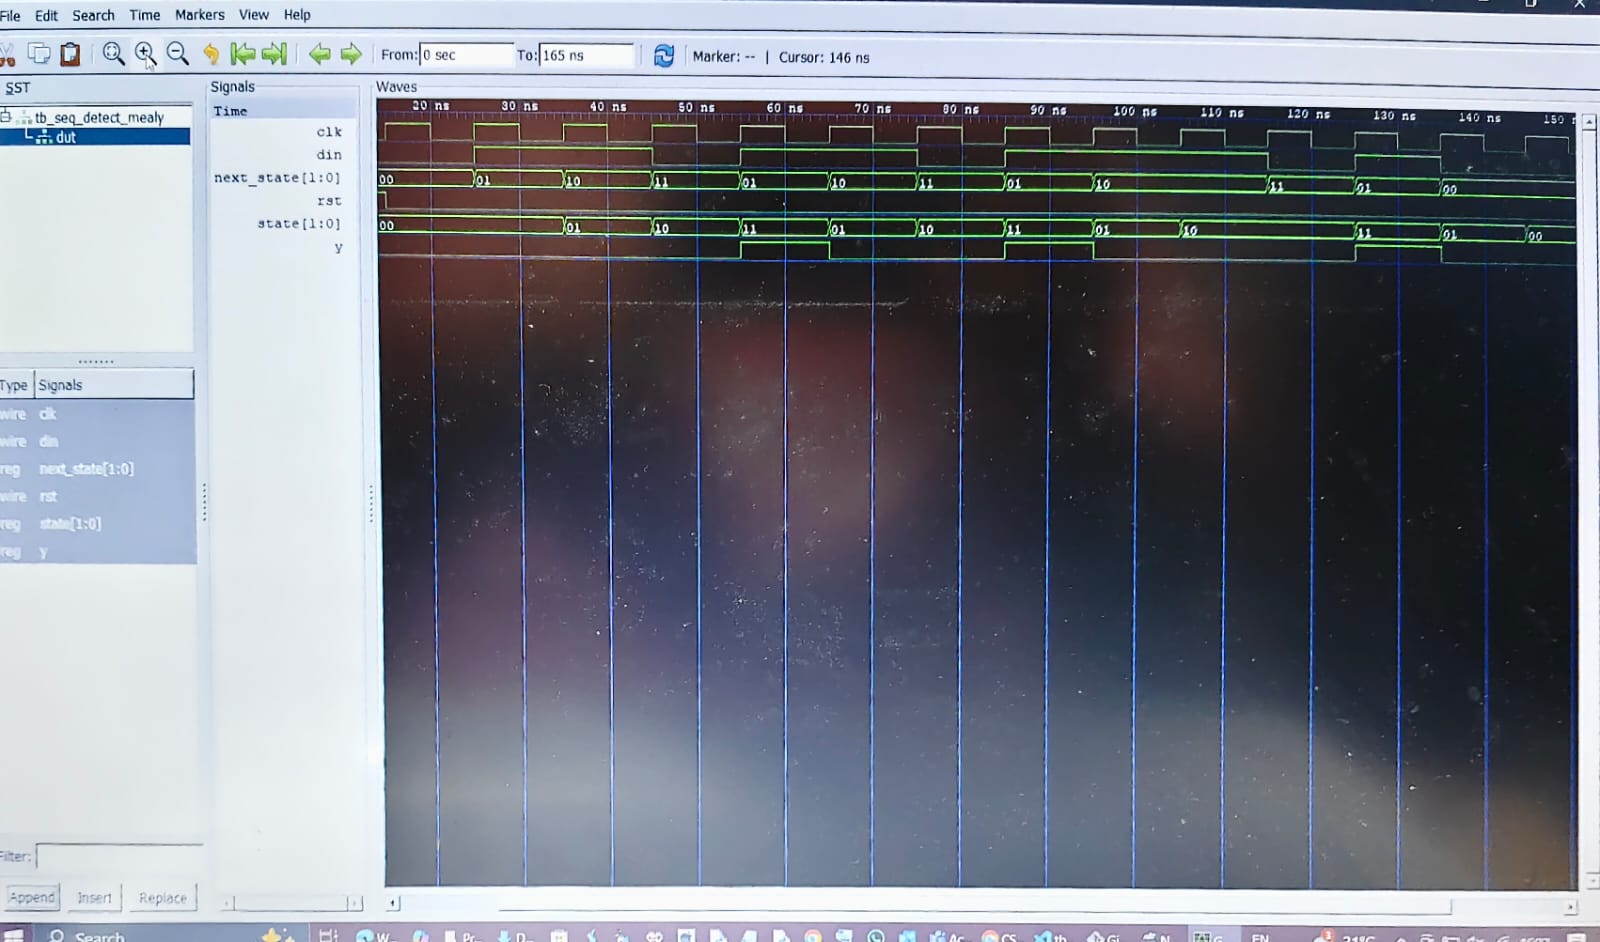 File Edit Search Time Markers View Help
From: 0 sec To: 165 ns Marker: -- | Cursor: 146 ns
SST
tb_seq_detect_mealy
dut
Type Signals
wire clk
wire din
reg next_state[1:0]
wire rst
reg state[1:0]
reg y
Filter:
Append Insert Replace
Signals
Time
clk
din
next_state[1:0]
rst
state[1:0]
y
Waves
20 ns 30 ns 40 ns 50 ns 60 ns 70 ns 80 ns 90 ns 100 ns 110 ns 120 ns 130 ns 140 ns 150
00 01 10 11 01 10 11 01 10 11 01 00
00 01 10 11 01 10 11 01 10 11 01 00
Search
EN